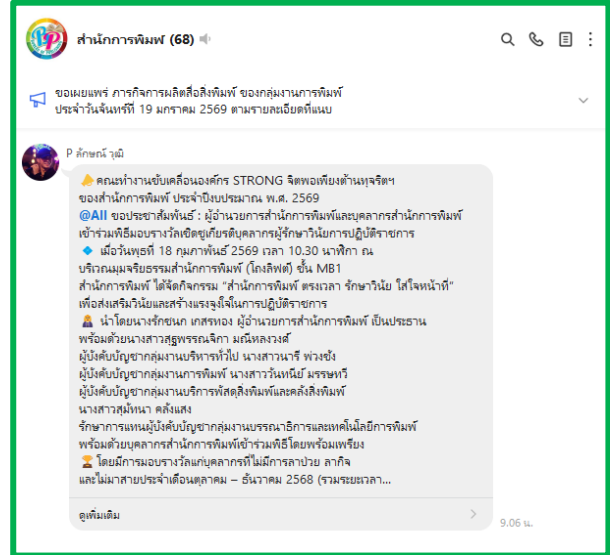 สำนักการพิมพ์ (68)
ขอเผยแพร่ ภารกิจการผลิตสื่อสิ่งพิมพ์ ของกลุ่มงานการพิมพ์
ประจำวันจันทร์ที่ 19 มกราคม 2569 ตามรายละเอียดที่แนบ
P ลักษณ์ วุฒิ
คณะทำงานขับเคลื่อนองค์กร STRONG จิตพอเพียงต้านทุจริตฯ
ของสำนักการพิมพ์ ประจำปีงบประมาณ พ.ศ. 2569
@All ขอประชาสัมพันธ์ : ผู้อำนวยการสำนักการพิมพ์และบุคลากรสำนักการพิมพ์
เข้าร่วมพิธีมอบรางวัลเชิดชูเกียรติบุคลากรผู้รักษาวินัยการปฏิบัติราชการ
🔹 เมื่อวันพุธที่ 18 กุมภาพันธ์ 2569 เวลา 10.30 นาฬิกา ณ
บริเวณมุมจริยธรรมสำนักการพิมพ์ (โถงลิฟต์) ชั้น MB1
สำนักการพิมพ์ ได้จัดกิจกรรม “สำนักการพิมพ์ ตรงเวลา รักษาวินัย ใส่ใจหน้าที่”
เพื่อส่งเสริมวินัยและสร้างแรงจูงใจในการปฏิบัติราชการ
นำโดยนางรักชนก เกสรทอง ผู้อำนวยการสำนักการพิมพ์ เป็นประธาน
พร้อมด้วยนางสาวสุฐพรรณจิกา มณีหลวงศ์
ผู้บังคับบัญชากลุ่มงานบริหารทั่วไป นางสาวนารี พ่วงชัง
ผู้บังคับบัญชากลุ่มงานการพิมพ์ นางสาววันทนีย์ มรรษทวี
ผู้บังคับบัญชากลุ่มงานบริการพัสดุสิ่งพิมพ์และคลังสิ่งพิมพ์
นางสาวสุมัทนา คลังแสง
รักษาการแทนผู้บังคับบัญชากลุ่มงานบรรณาธิการและเทคโนโลยีการพิมพ์
พร้อมด้วยบุคลากรสำนักการพิมพ์เข้าร่วมพิธีโดยพร้อมเพรียง
🏆 โดยมีการมอบรางวัลแก่บุคลากรที่ไม่มีการลาป่วย ลากิจ
และไม่มาสายประจำเดือนตุลาคม – ธันวาคม 2568 (รวมระยะเวลา...
ดูเพิ่มเติม
9.06 น.